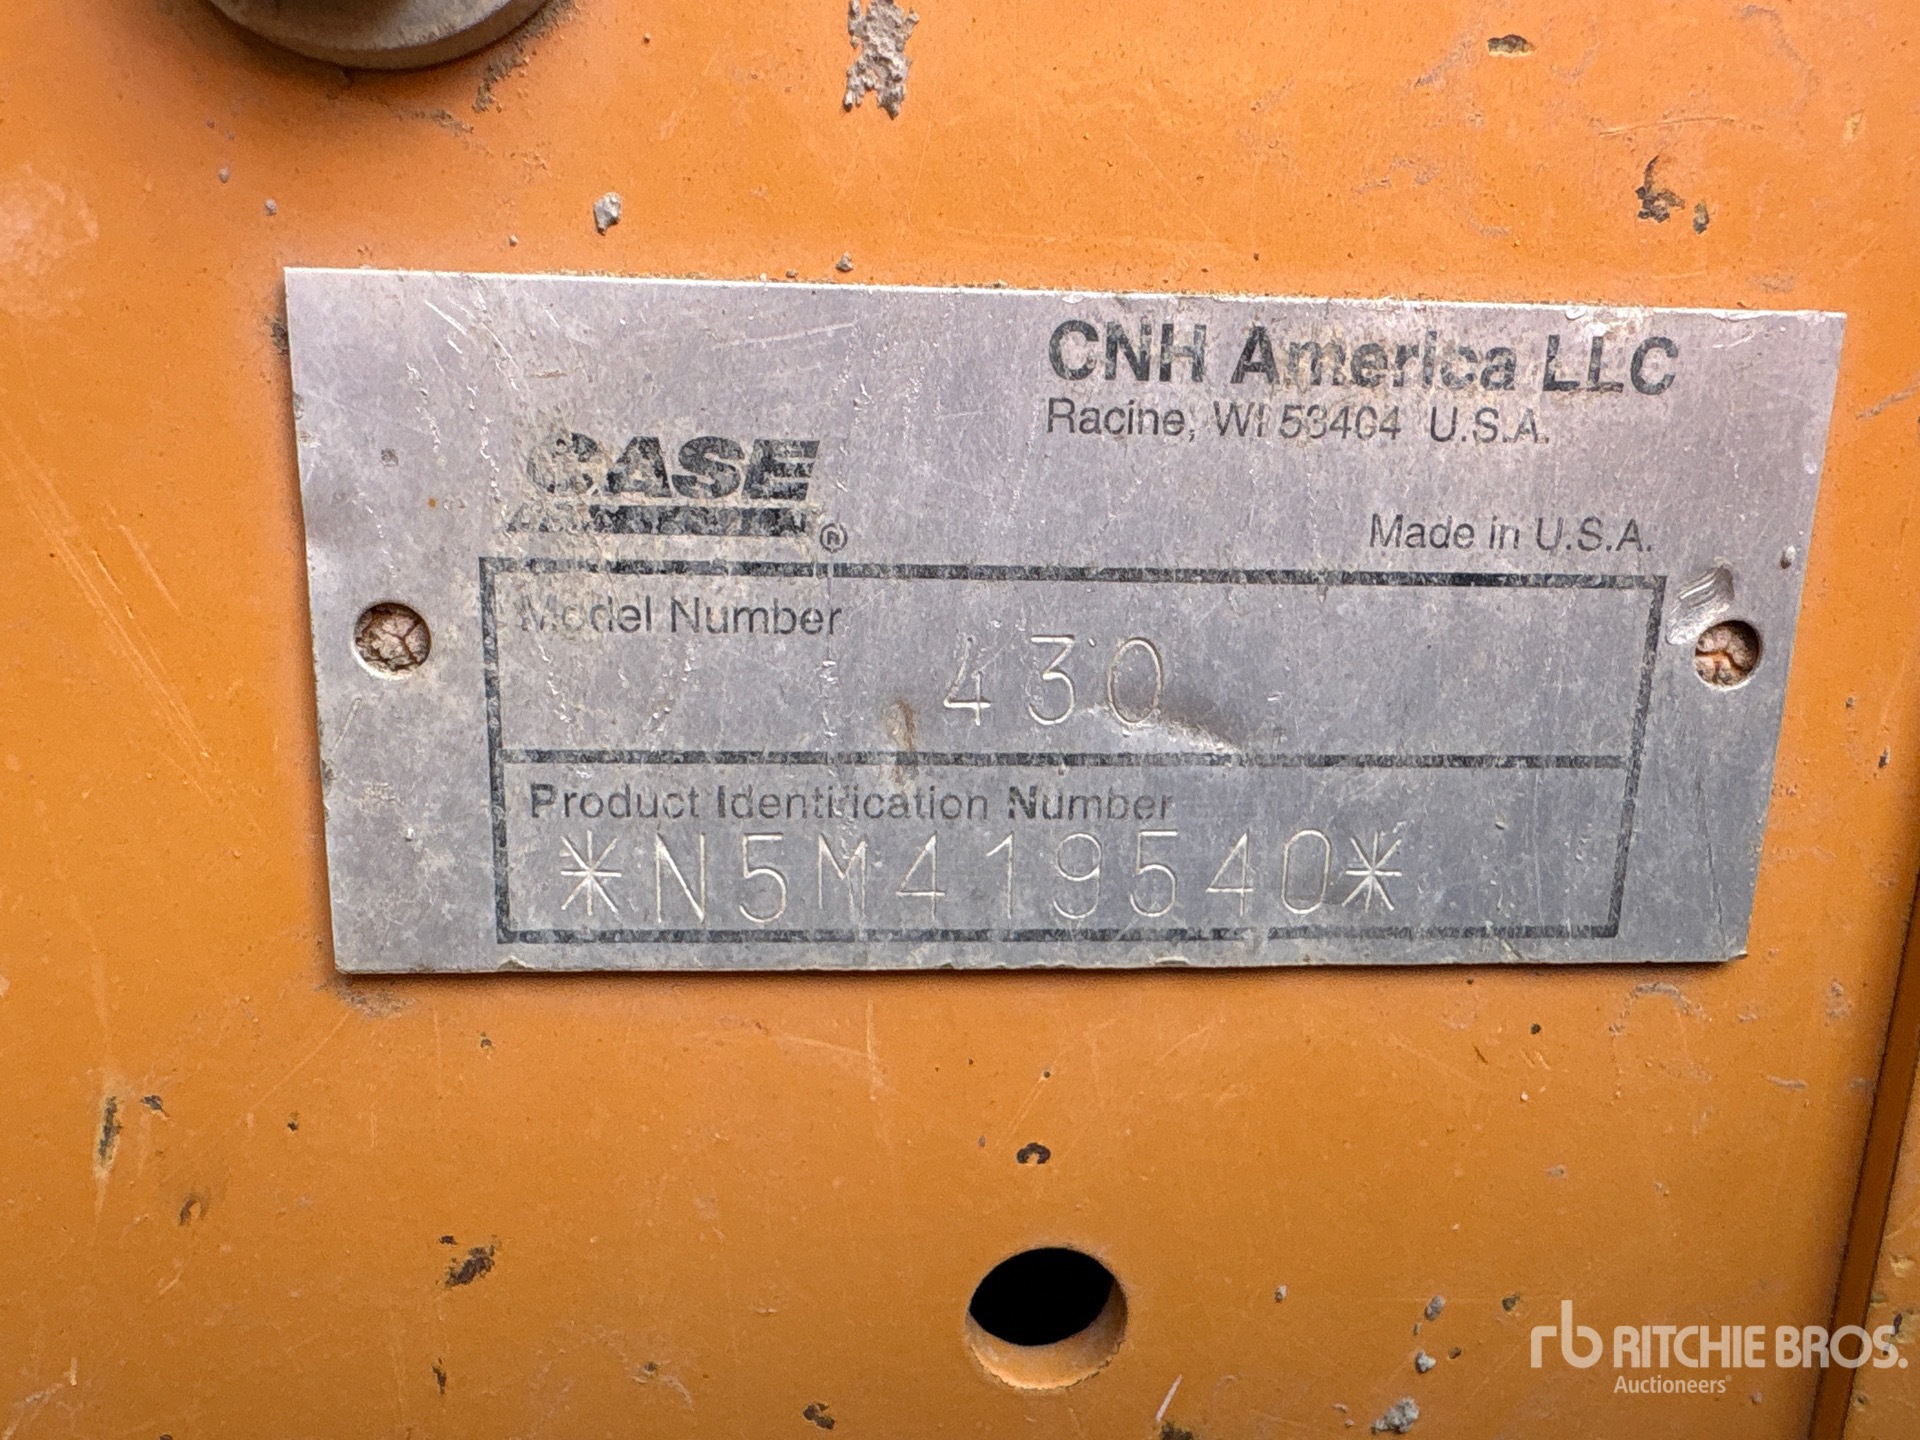 CNH America LLC
Racine, WI 53404 U.S.A.
CASE
®
Made in U.S.A.
Model Number
430
Product Identification Number
*N5M419540*
rb RITCHIE BROS.
Auctioneers